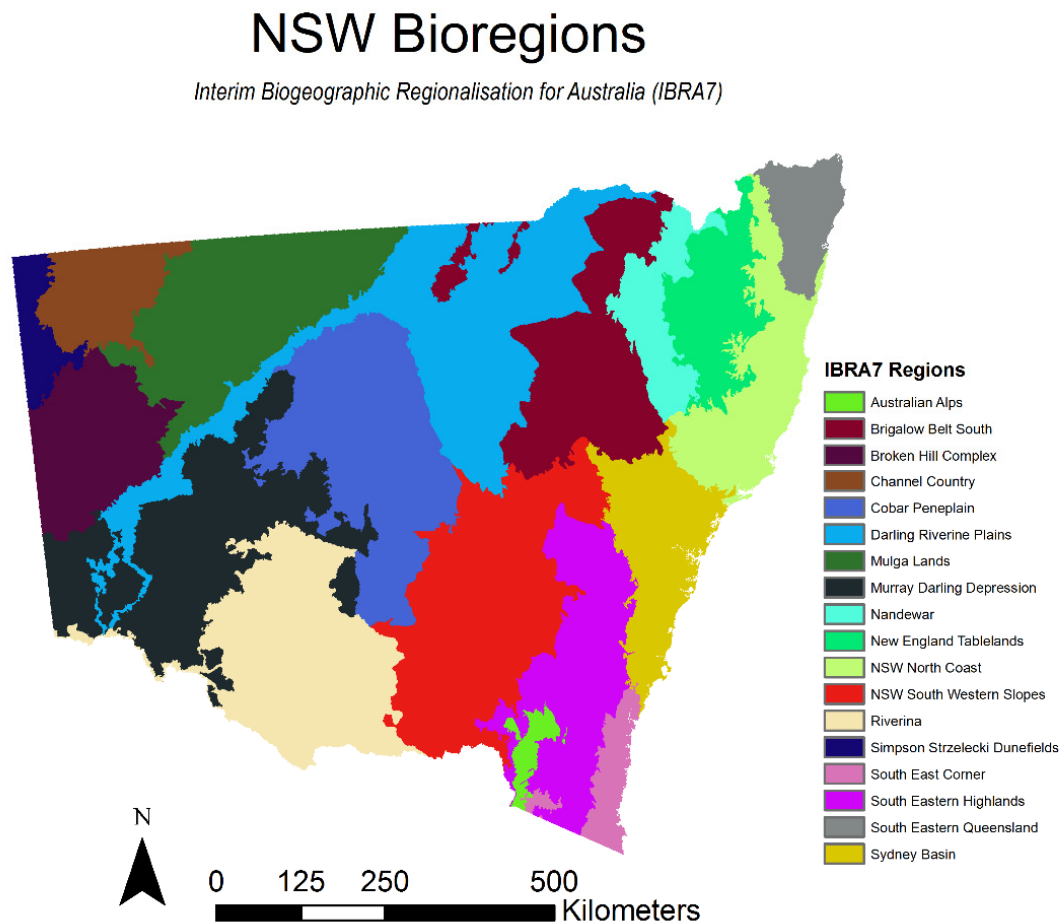 NSW Bioregions
Interim Biogeographic Regionalisation for Australia (IBRA7)
IBRA7 Regions
Australian Alps
Brigalow Belt South
Broken Hill Complex
Channel Country
Cobar Peneplain
Darling Riverine Plains
Mulga Lands
Murray Darling Depression
Nandewar
New England Tablelands
NSW North Coast
NSW South Western Slopes
Riverina
Simpson Strzelecki Dunefields
South East Corner
South Eastern Highlands
South Eastern Queensland
Sydney Basin
N
0 125 250 500
Kilometers